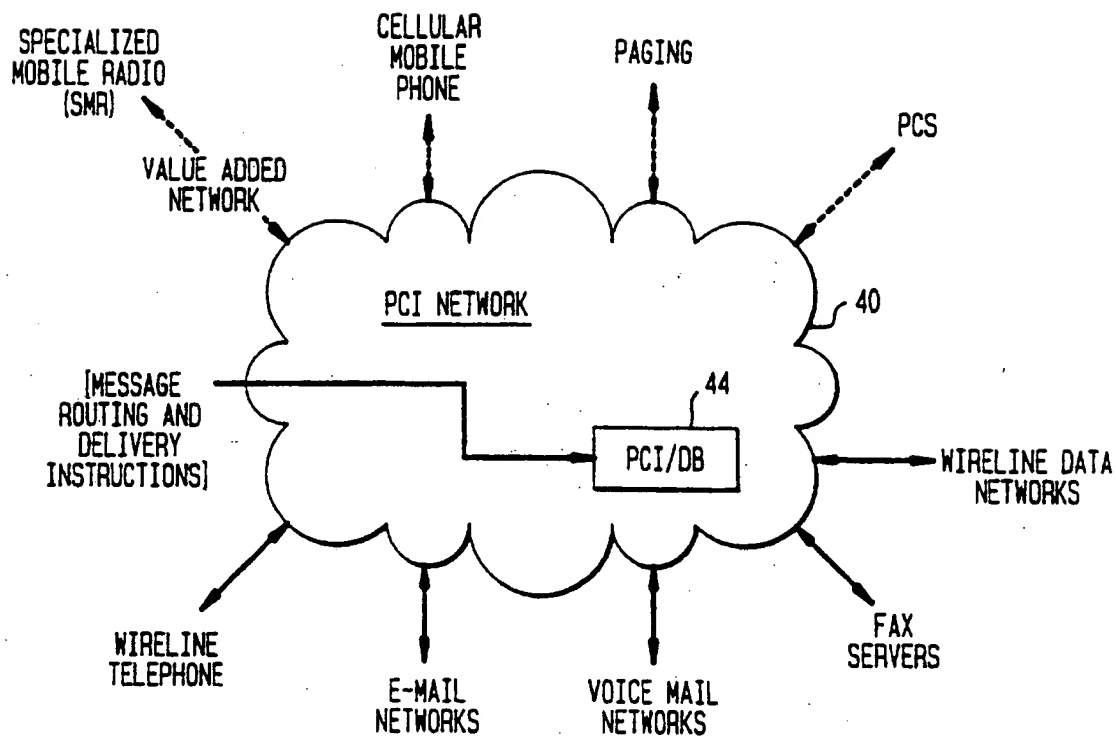 SPECIALIZED
MOBILE RADIO
(SMR)
CELLULAR
MOBILE
PHONE
PAGING
PCS
VALUE ADDED
NETWORK
PCI NETWORK
40
[MESSAGE
ROUTING AND
DELIVERY
INSTRUCTIONS]
44
PCI/DB
WIRELINE DATA
NETWORKS
WIRELINE
TELEPHONE
E-MAIL
NETWORKS
VOICE MAIL
NETWORKS
FAX
SERVERS